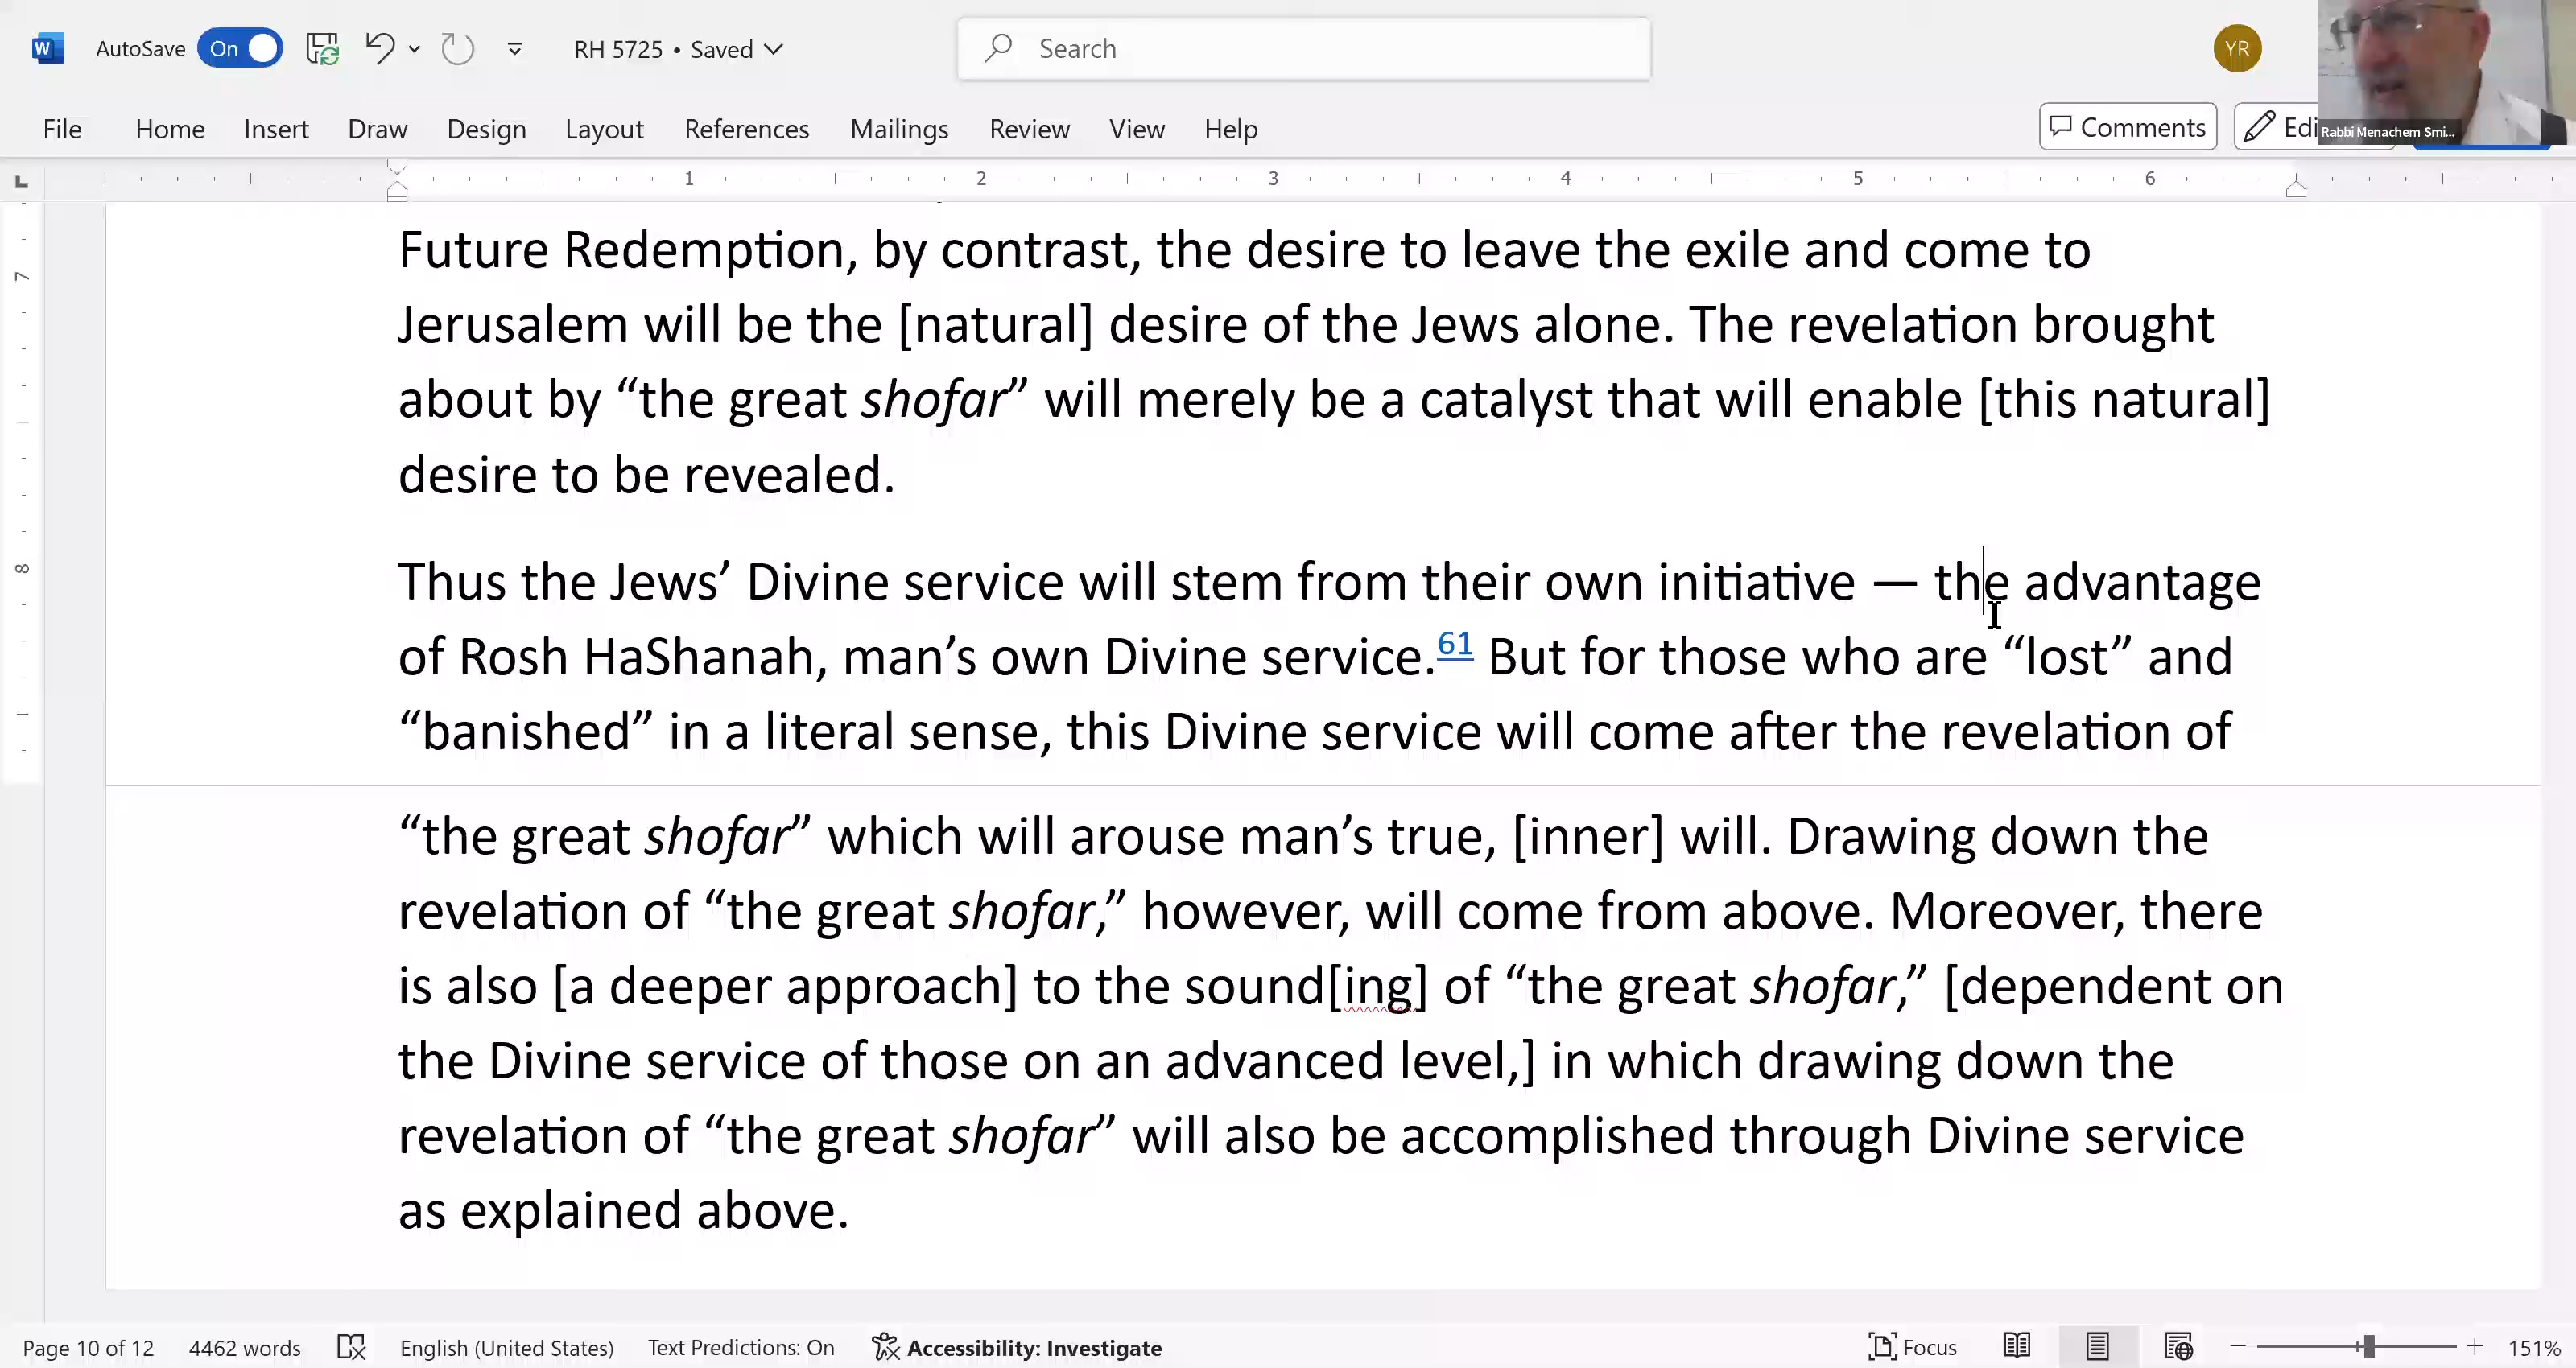 AutoSave On RH 5725 • Saved Search YR
File Home Insert Draw Design Layout References Mailings Review View Help Comments Edi
Rabbi Menachem Smi...
1 2 3 4 5 6
Future Redemption, by contrast, the desire to leave the exile and come to
7
Jerusalem will be the [natural] desire of the Jews alone. The revelation brought
about by “the great shofar” will merely be a catalyst that will enable [this natural]
desire to be revealed.
8
Thus the Jews’ Divine service will stem from their own initiative — the advantage
of Rosh HaShanah, man’s own Divine service.61 But for those who are “lost” and
“banished” in a literal sense, this Divine service will come after the revelation of
“the great shofar” which will arouse man’s true, [inner] will. Drawing down the
revelation of “the great shofar,” however, will come from above. Moreover, there
is also [a deeper approach] to the sound[ing] of “the great shofar,” [dependent on
the Divine service of those on an advanced level,] in which drawing down the
revelation of “the great shofar” will also be accomplished through Divine service
as explained above.
Page 10 of 12 4462 words English (United States) Text Predictions: On Accessibility: Investigate Focus 151%